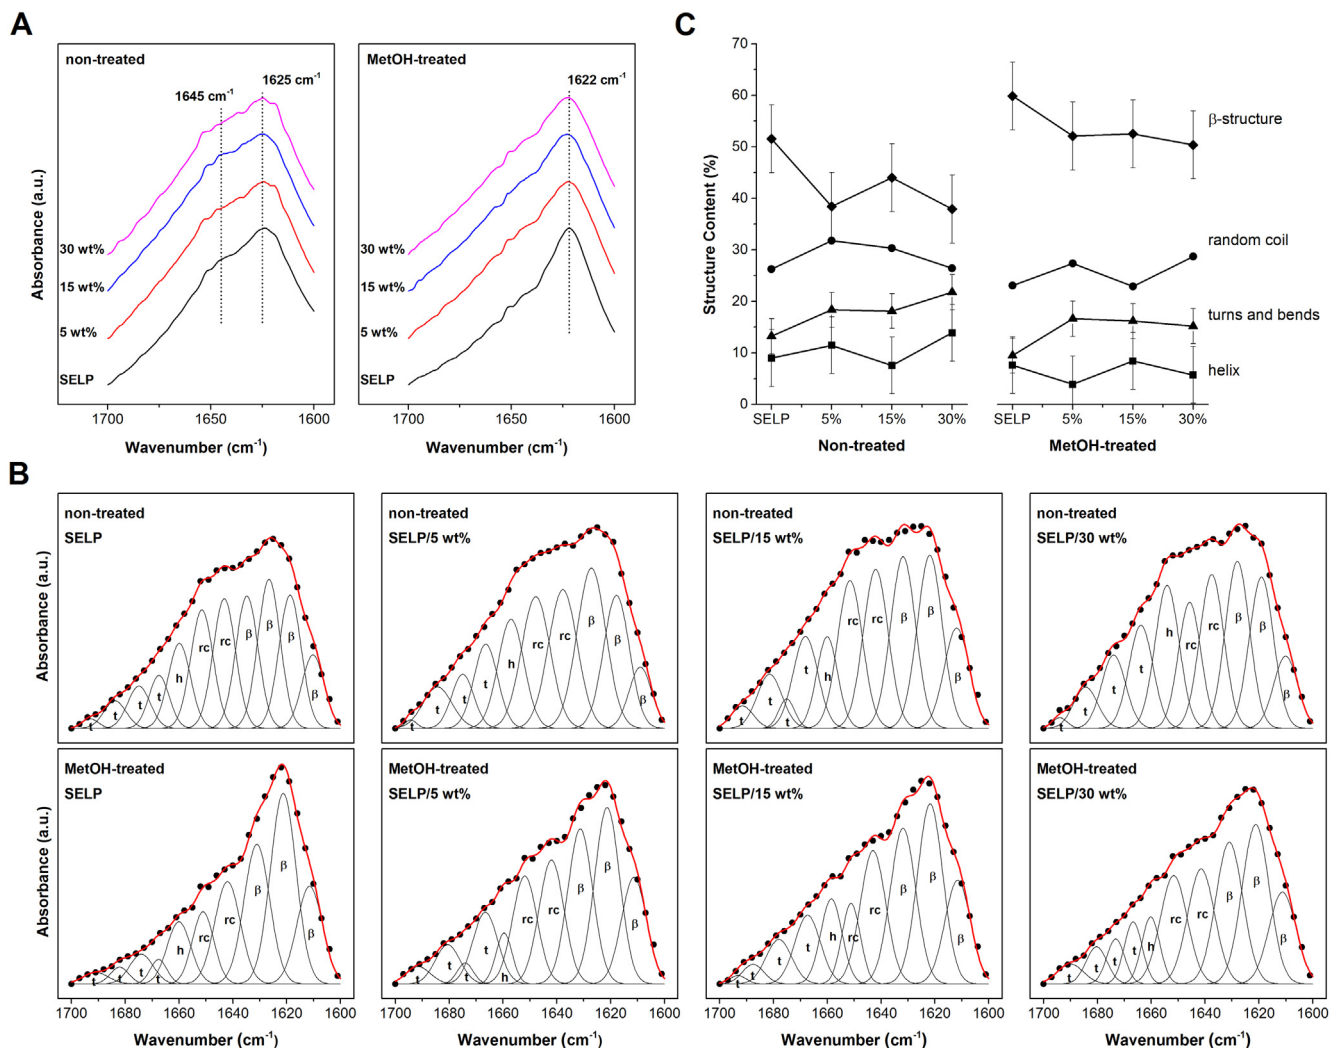 A
non-treated
1645 cm⁻¹
1625 cm⁻¹
30 wt%
15 wt%
5 wt%
SELP
1700
1650
1600
Wavenumber (cm⁻¹)
Absorbance (a.u.)
MetOH-treated
1622 cm⁻¹
30 wt%
15 wt%
5 wt%
SELP
1700
1650
1600
Wavenumber (cm⁻¹)
C
70
60
50
40
30
20
10
0
Structure Content (%)
β-structure
random coil
turns and bends
helix
SELP 5% 15% 30%
Non-treated
SELP 5% 15% 30%
MetOH-treated
B
Absorbance (a.u.)
non-treated
SELP
t t t t h rc rc β β β β
non-treated
SELP/5 wt%
t t t t h rc rc β β β
non-treated
SELP/15 wt%
t t t t h rc rc β β β
non-treated
SELP/30 wt%
t t t t h rc rc β β β
Absorbance (a.u.)
MetOH-treated
SELP
t t t t h rc rc β β β
1700 1680 1660 1640 1620 1600
Wavenumber (cm⁻¹)
MetOH-treated
SELP/5 wt%
t t t t h rc rc β β β
1700 1680 1660 1640 1620 1600
Wavenumber (cm⁻¹)
MetOH-treated
SELP/15 wt%
t t t t h rc rc β β β
1700 1680 1660 1640 1620 1600
Wavenumber (cm⁻¹)
MetOH-treated
SELP/30 wt%
t t t t h rc rc β β β
1700 1680 1660 1640 1620 1600
Wavenumber (cm⁻¹)